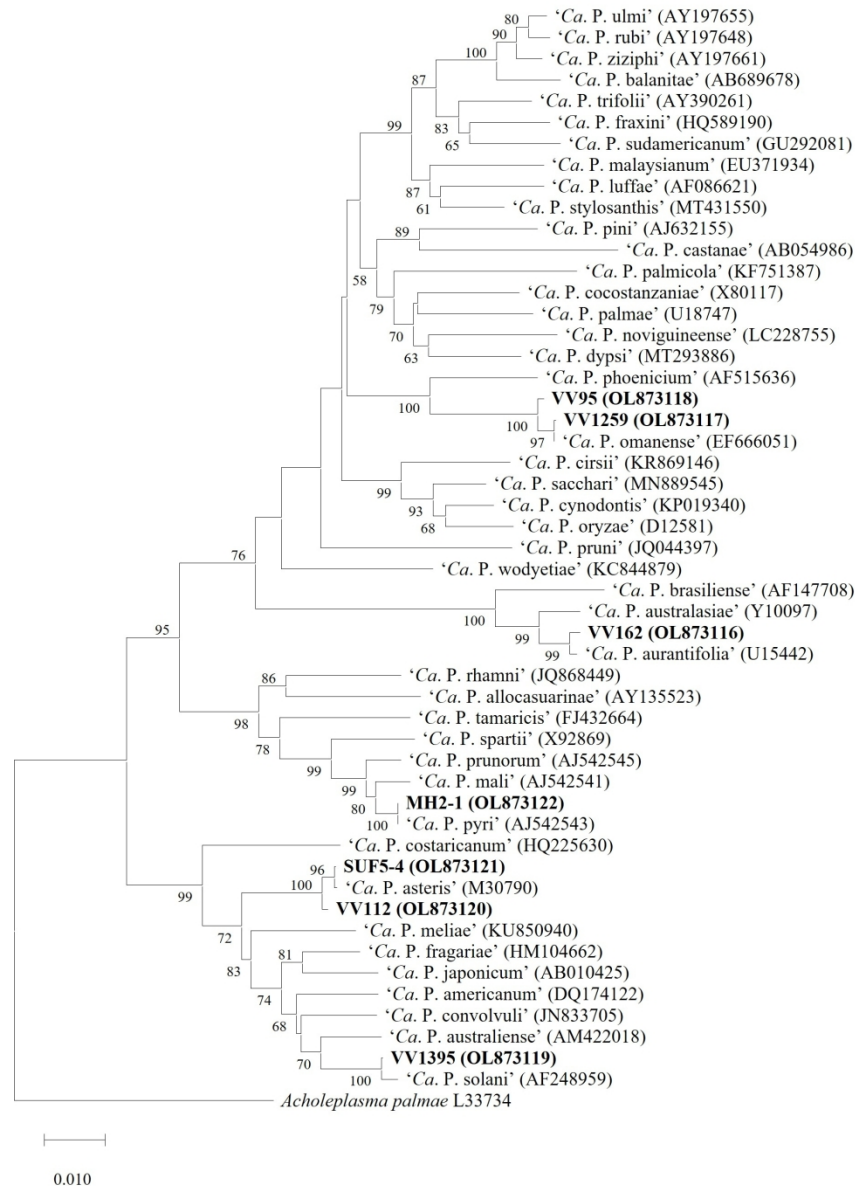 80 ‘Ca. P. ulmi’ (AY197655)
90 ‘Ca. P. rubi’ (AY197648)
100 ‘Ca. P. ziziphi’ (AY197661)
87 ‘Ca. P. balanitae’ (AB689678)
‘Ca. P. trifolii’ (AY390261)
99 83 ‘Ca. P. fraxini’ (HQ589190)
65 ‘Ca. P. sudamericanum’ (GU292081)
‘Ca. P. malaysianum’ (EU371934)
87 ‘Ca. P. luffae’ (AF086621)
61 ‘Ca. P. stylosanthis’ (MT431550)
89 ‘Ca. P. pini’ (AJ632155)
‘Ca. P. castanae’ (AB054986)
58 ‘Ca. P. palmicola’ (KF751387)
‘Ca. P. cocostanzaniae’ (X80117)
79 ‘Ca. P. palmae’ (U18747)
70 ‘Ca. P. noviguineense’ (LC228755)
63 ‘Ca. P. dypsi’ (MT293886)
‘Ca. P. phoenicium’ (AF515636)
100 VV95 (OL873118)
100 VV1259 (OL873117)
97 ‘Ca. P. omanense’ (EF666051)
‘Ca. P. cirsii’ (KR869146)
99 ‘Ca. P. sacchari’ (MN889545)
93 ‘Ca. P. cynodontis’ (KP019340)
68 ‘Ca. P. oryzae’ (D12581)
‘Ca. P. pruni’ (JQ044397)
76 ‘Ca. P. wodyetiae’ (KC844879)
‘Ca. P. brasiliense’ (AF147708)
100 ‘Ca. P. australasiae’ (Y10097)
95 99 VV162 (OL873116)
99 ‘Ca. P. aurantifolia’ (U15442)
86 ‘Ca. P. rhamni’ (JQ868449)
‘Ca. P. allocasuarinae’ (AY135523)
98 ‘Ca. P. tamaricis’ (FJ432664)
78 ‘Ca. P. spartii’ (X92869)
99 ‘Ca. P. prunorum’ (AJ542545)
99 ‘Ca. P. mali’ (AJ542541)
80 MH2-1 (OL873122)
100 ‘Ca. P. pyri’ (AJ542543)
‘Ca. P. costaricanum’ (HQ225630)
96 SUF5-4 (OL873121)
99 100 ‘Ca. P. asteris’ (M30790)
VV112 (OL873120)
72 ‘Ca. P. meliae’ (KU850940)
83 81 ‘Ca. P. fragariae’ (HM104662)
‘Ca. P. japonicum’ (AB010425)
74 ‘Ca. P. americanum’ (DQ174122)
68 ‘Ca. P. convolvuli’ (JN833705)
‘Ca. P. australiense’ (AM422018)
70 VV1395 (OL873119)
100 ‘Ca. P. solani’ (AF248959)
Acholeplasma palmae L33734
0.010